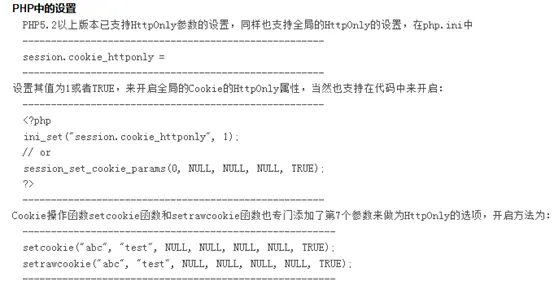 PHP中的设置
PHP5.2以上版本已支持HttpOnly参数的设置，同样也支持全局的HttpOnly的设置，在php.ini中
-----------------------------------------------------
session.cookie_httponly =
-----------------------------------------------------
设置其值为1或者TRUE，来开启全局的Cookie的HttpOnly属性，当然也支持在代码中来开启：
-----------------------------------------------------
<?php
ini_set("session.cookie_httponly", 1);
// or
session_set_cookie_params(0, NULL, NULL, NULL, TRUE);
?>
-----------------------------------------------------
Cookie操作函数setcookie函数和setrawcookie函数也专门添加了第7个参数来做为HttpOnly的选项，开启方法为：
-------------------------------------------------------
setcookie("abc", "test", NULL, NULL, NULL, NULL, TRUE);
setrawcookie("abc", "test", NULL, NULL, NULL, NULL, TRUE);
-------------------------------------------------------